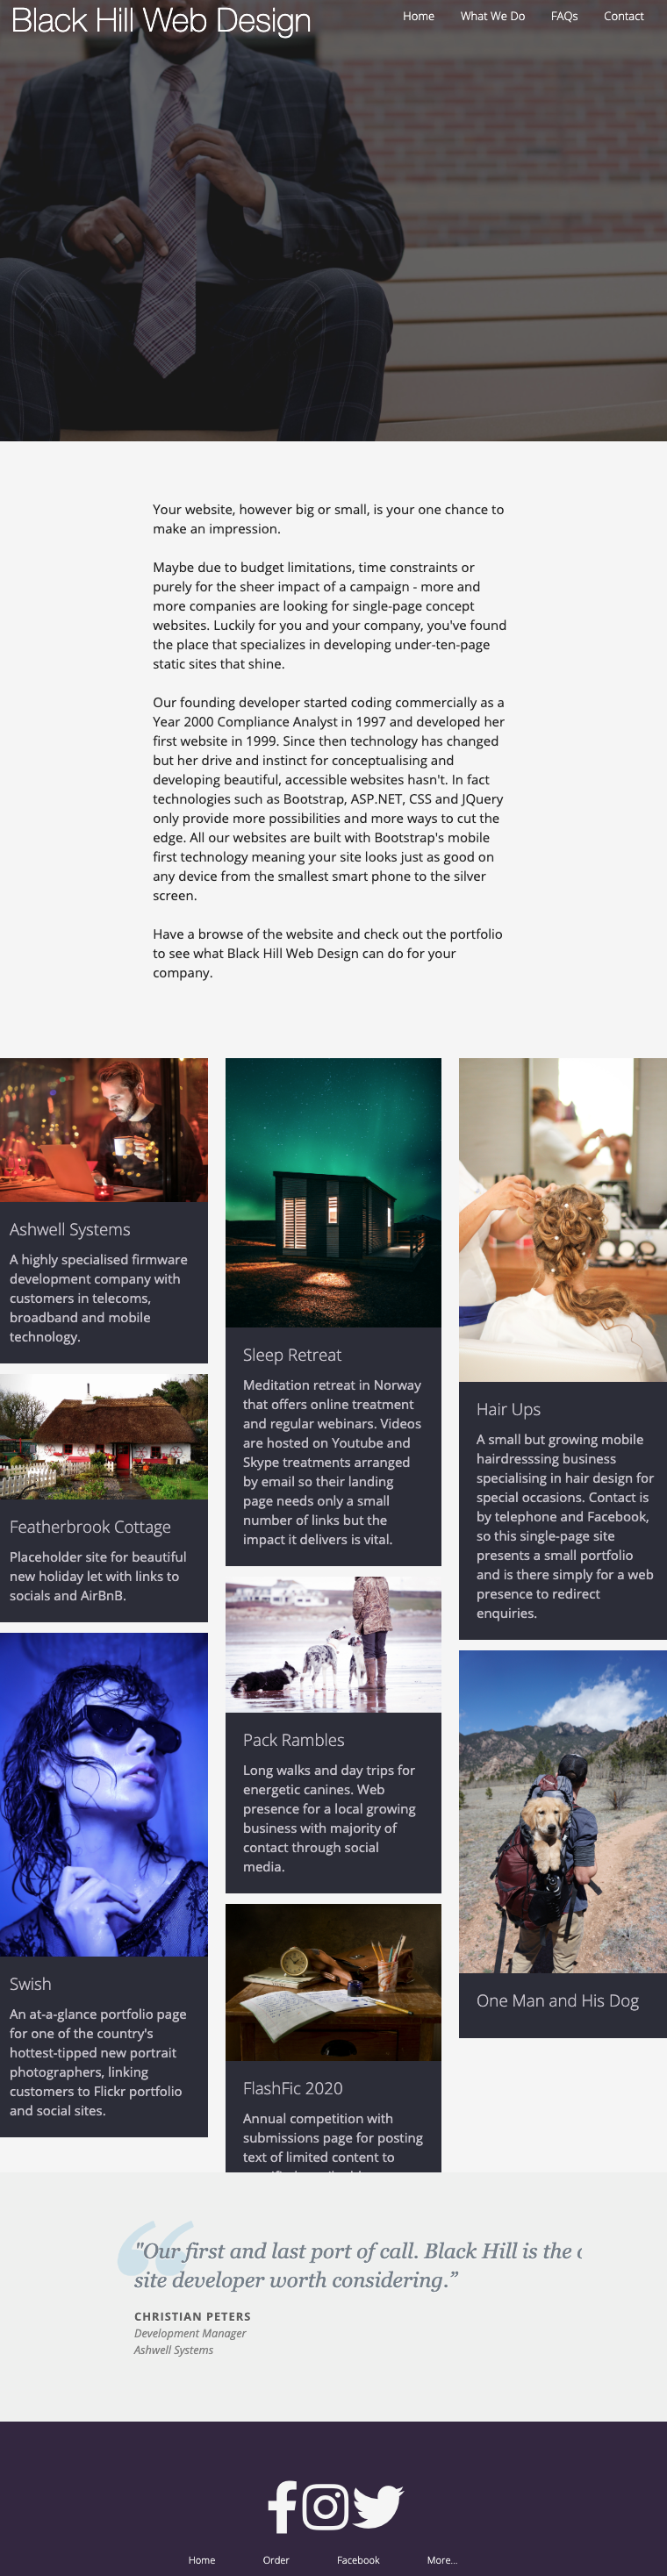 Black Hill Web Design
Home What We Do FAQs Contact
Your website, however big or small, is your one chance to
make an impression.
Maybe due to budget limitations, time constraints or
purely for the sheer impact of a campaign - more and
more companies are looking for single-page concept
websites. Luckily for you and your company, you've found
the place that specializes in developing under-ten-page
static sites that shine.
Our founding developer started coding commercially as a
Year 2000 Compliance Analyst in 1997 and developed her
first website in 1999. Since then technology has changed
but her drive and instinct for conceptualising and
developing beautiful, accessible websites hasn't. In fact
technologies such as Bootstrap, ASP.NET, CSS and JQuery
only provide more possibilities and more ways to cut the
edge. All our websites are built with Bootstrap's mobile
first technology meaning your site looks just as good on
any device from the smallest smart phone to the silver
screen.
Have a browse of the website and check out the portfolio
to see what Black Hill Web Design can do for your
company.
Ashwell Systems
A highly specialised firmware
development company with
customers in telecoms,
broadband and mobile
technology.
Featherbrook Cottage
Placeholder site for beautiful
new holiday let with links to
socials and AirBnB.
Swish
An at-a-glance portfolio page
for one of the country's
hottest-tipped new portrait
photographers, linking
customers to Flickr portfolio
and social sites.
Sleep Retreat
Meditation retreat in Norway
that offers online treatment
and regular webinars. Videos
are hosted on Youtube and
Skype treatments arranged
by email so their landing
page needs only a small
number of links but the
impact it delivers is vital.
Pack Rambles
Long walks and day trips for
energetic canines. Web
presence for a local growing
business with majority of
contact through social
media.
FlashFic 2020
Annual competition with
submissions page for posting
text of limited content to
Hair Ups
A small but growing mobile
hairdresssing business
specialising in hair design for
special occasions. Contact is
by telephone and Facebook,
so this single-page site
presents a small portfolio
and is there simply for a web
presence to redirect
enquiries.
One Man and His Dog
"Our first and last port of call. Black Hill is the
site developer worth considering.”
CHRISTIAN PETERS
Development Manager
Ashwell Systems
Home Order Facebook More...